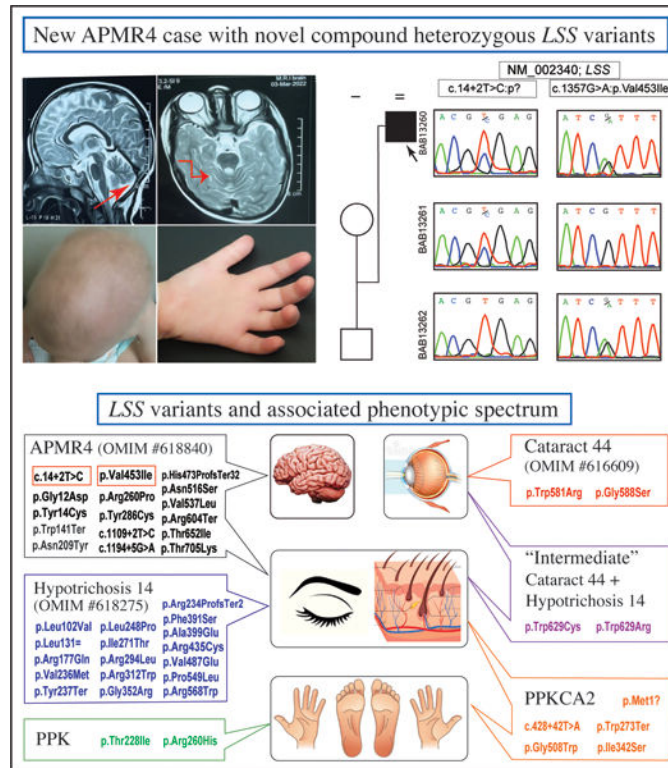 New APMR4 case with novel compound heterozygous LSS variants
NM_002340; LSS
c.14+2T>C:p? c.1357G>A:p.Val453Ile
M.R.I brain
03-Mar-2022
– =
BAB13260
A C G T G A G
A T C T T T
BAB13261
A C G T G A G
A T C G T T T
BAB13262
A C G T G A G
A T C T T T
LSS variants and associated phenotypic spectrum
APMR4 (OMIM #618840)
c.14+2T>C p.Val453Ile p.His473ProfsTer32
p.Asn516Ser
p.Gly12Asp p.Arg260Pro p.Val537Leu
p.Tyr14Cys p.Tyr286Cys p.Arg604Ter
p.Trp141Ter c.1109+2T>C p.Thr652Ile
p.Asn209Tyr c.1194+5G>A p.Thr705Lys
Cataract 44
(OMIM #616609)
p.Trp581Arg p.Gly588Ser
Hypotrichosis 14
(OMIM #618275)
p.Arg234ProfsTer2
p.Phe391Ser
p.Leu102Val p.Leu248Pro p.Ala399Glu
p.Leu131= p.Ile271Thr p.Arg435Cys
p.Arg177Gln p.Arg294Leu p.Val487Glu
p.Val236Met p.Arg312Trp p.Pro549Leu
p.Tyr237Ter p.Gly352Arg p.Arg568Trp
“Intermediate”
Cataract 44 +
Hypotrichosis 14
p.Trp629Cys p.Trp629Arg
PPK p.Thr228Ile p.Arg260His
PPKCA2 p.Met1?
c.428+42T>A p.Trp273Ter
p.Gly508Trp p.Ile342Ser